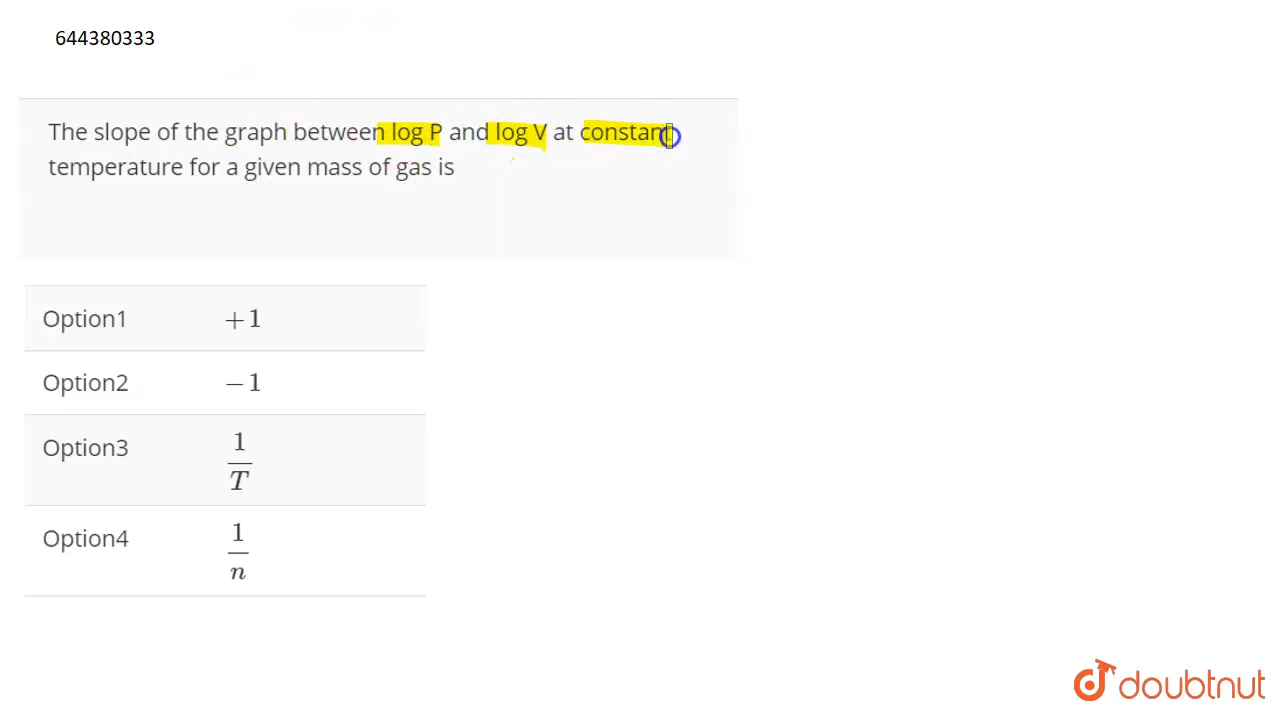 644380333
The slope of the graph between log P and log V at constant
temperature for a given mass of gas is
Option1 +1
Option2 −1
Option3 1/T
Option4 1/n
doubtnut